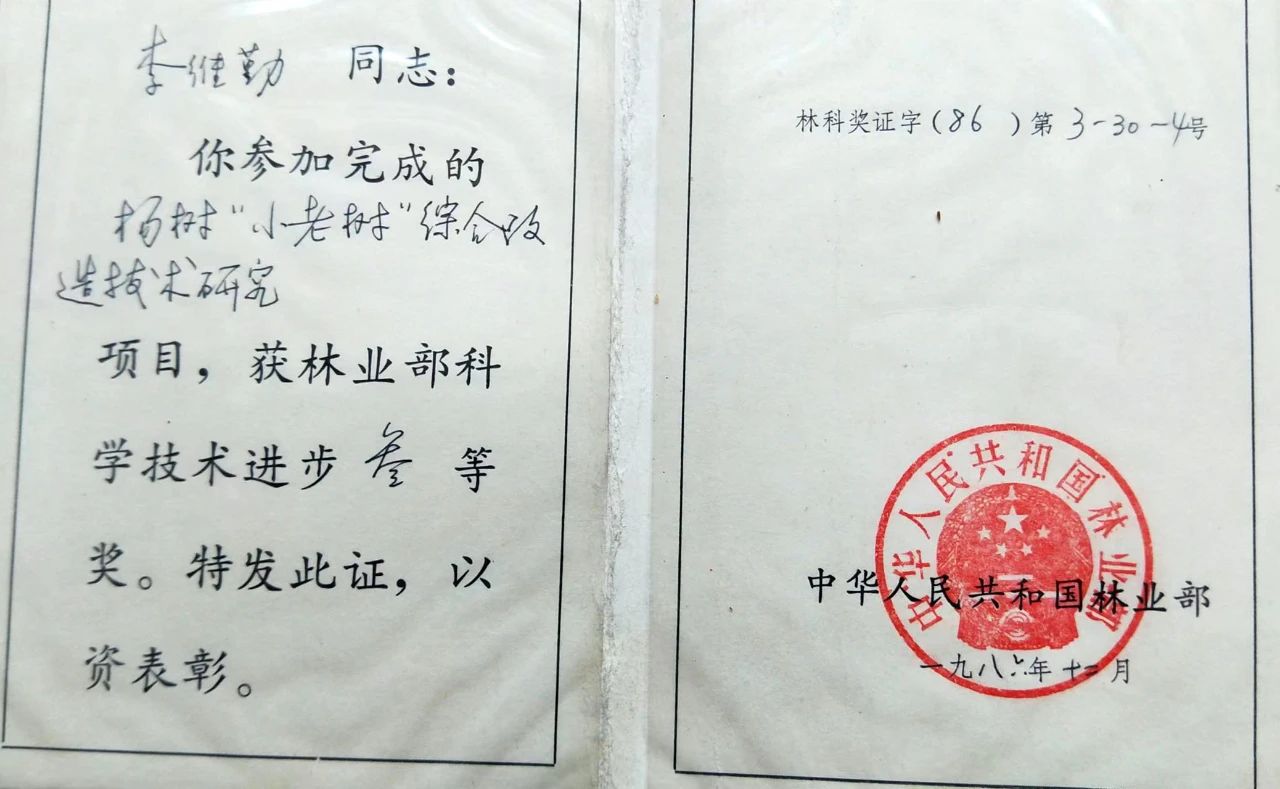 李维勤 同志：
你参加完成的
杨树“小老树”综合改
造技术研究
项目，获林业部科
学技术进步 叁 等
奖。特发此证，以
资表彰。
林科奖证字（86 ）第 3-30-4号
中华人民共和国林业部
中华人民共和国林业部
一九八六年 十二月